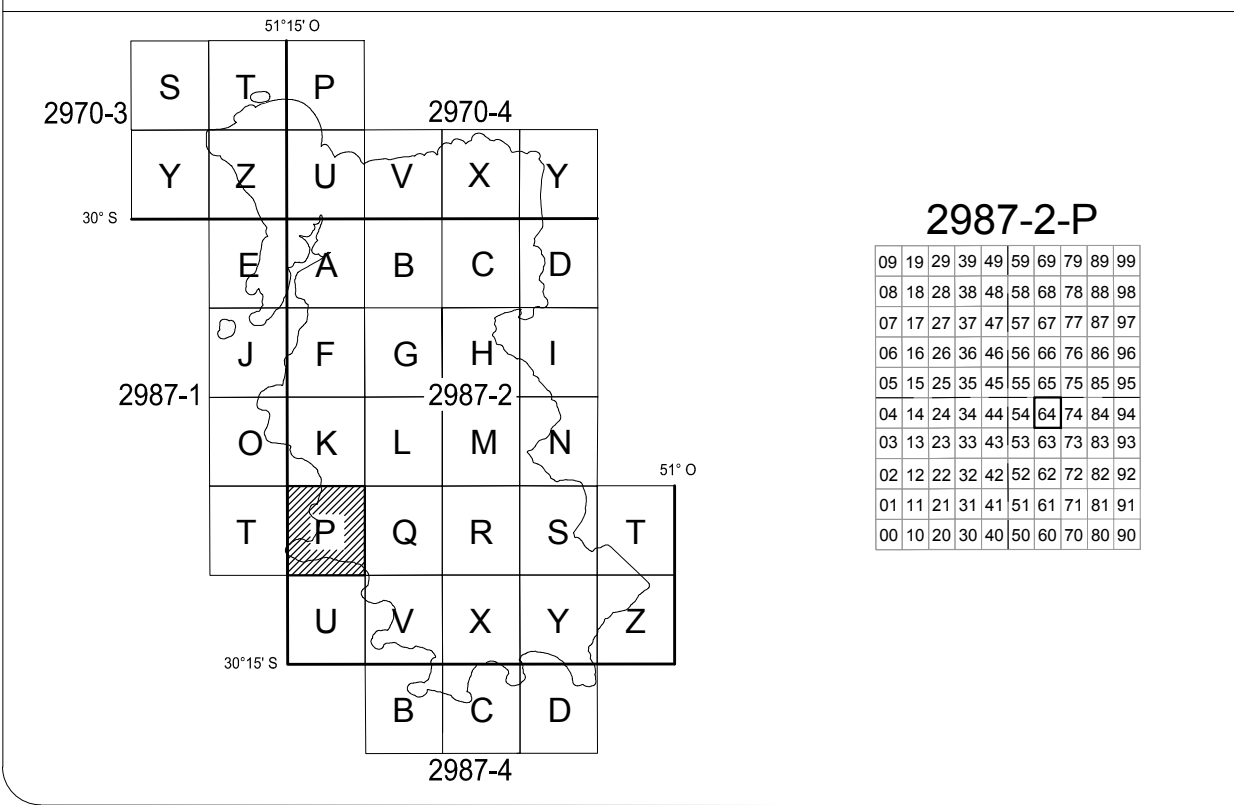 51°15' O
S T P
2970-3 2970-4
Y Z U V X Y
30° S
E A B C D
J F G H I
2987-1 2987-2
O K L M N
51° O
T P Q R S T
U V X Y Z
30°15' S
B C D
2987-4
2987-2-P
09 19 29 39 49 59 69 79 89 99
08 18 28 38 48 58 68 78 88 98
07 17 27 37 47 57 67 77 87 97
06 16 26 36 46 56 66 76 86 96
05 15 25 35 45 55 65 75 85 95
04 14 24 34 44 54 64 74 84 94
03 13 23 33 43 53 63 73 83 93
02 12 22 32 42 52 62 72 82 92
01 11 21 31 41 51 61 71 81 91
00 10 20 30 40 50 60 70 80 90